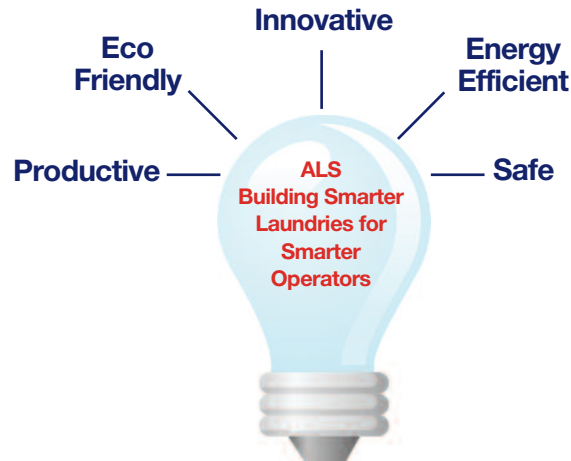 Innovative
Eco
Friendly
Energy
Efficient
Productive
Safe
ALS
Building Smarter
Laundries for
Smarter
Operators